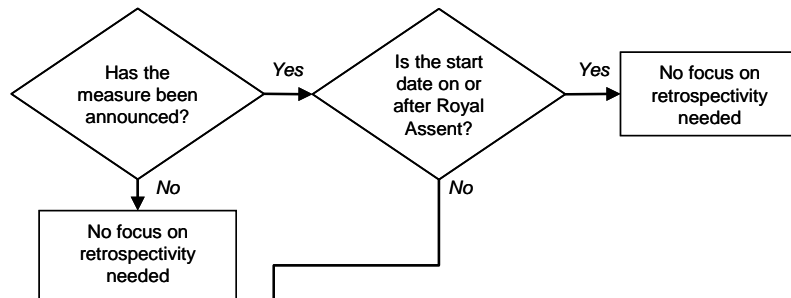 Has the
measure been
announced?
Yes
Is the start
date on or
after Royal
Assent?
Yes
No focus on
retrospectivity
needed
No
No
No focus on
retrospectivity
needed